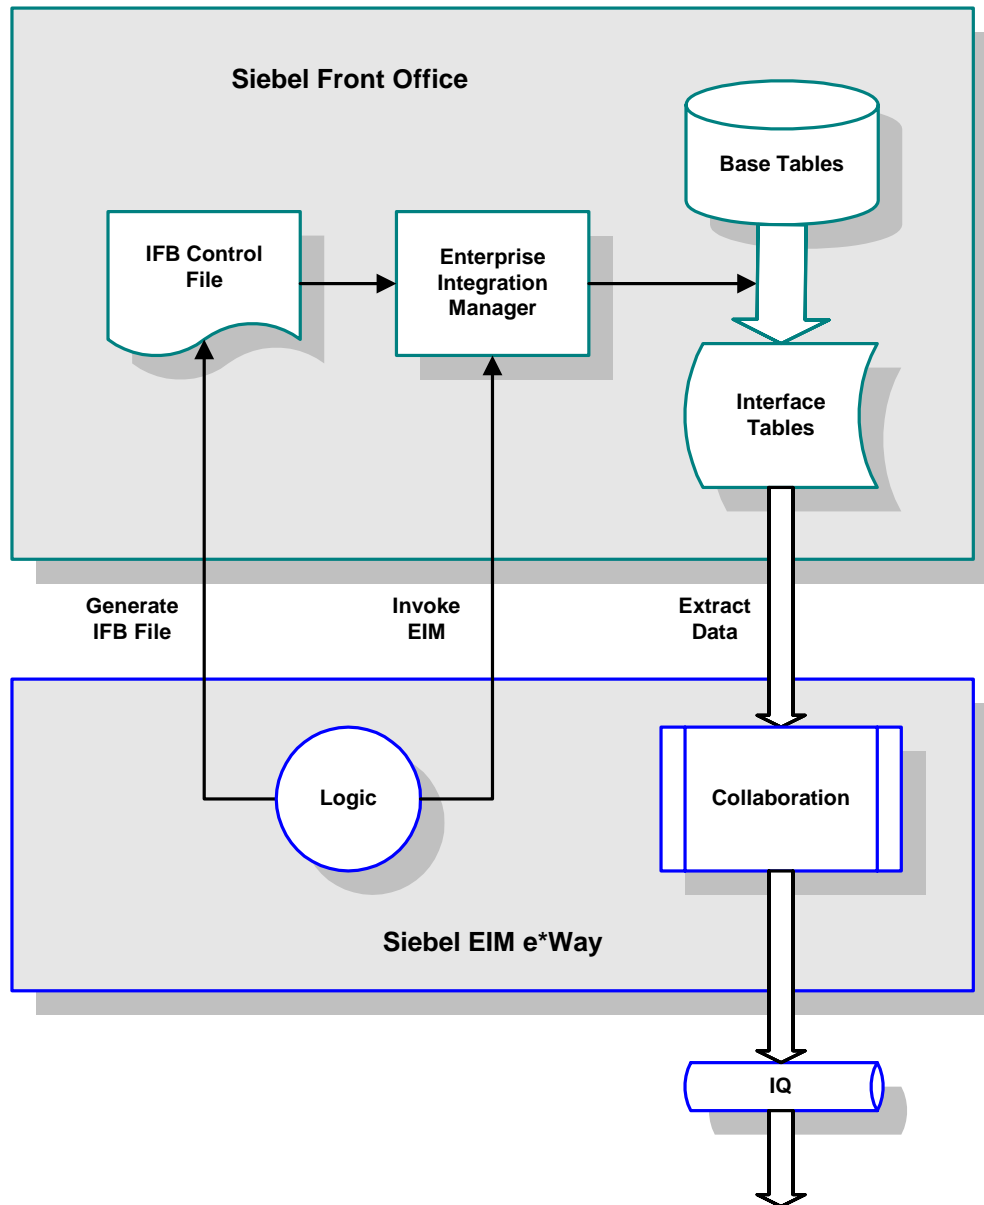 Siebel Front Office
Base Tables
IFB Control
File
Enterprise
Integration
Manager
Interface
Tables
Generate
IFB File
Invoke
EIM
Extract
Data
Logic
Collaboration
Siebel EIM e*Way
IQ